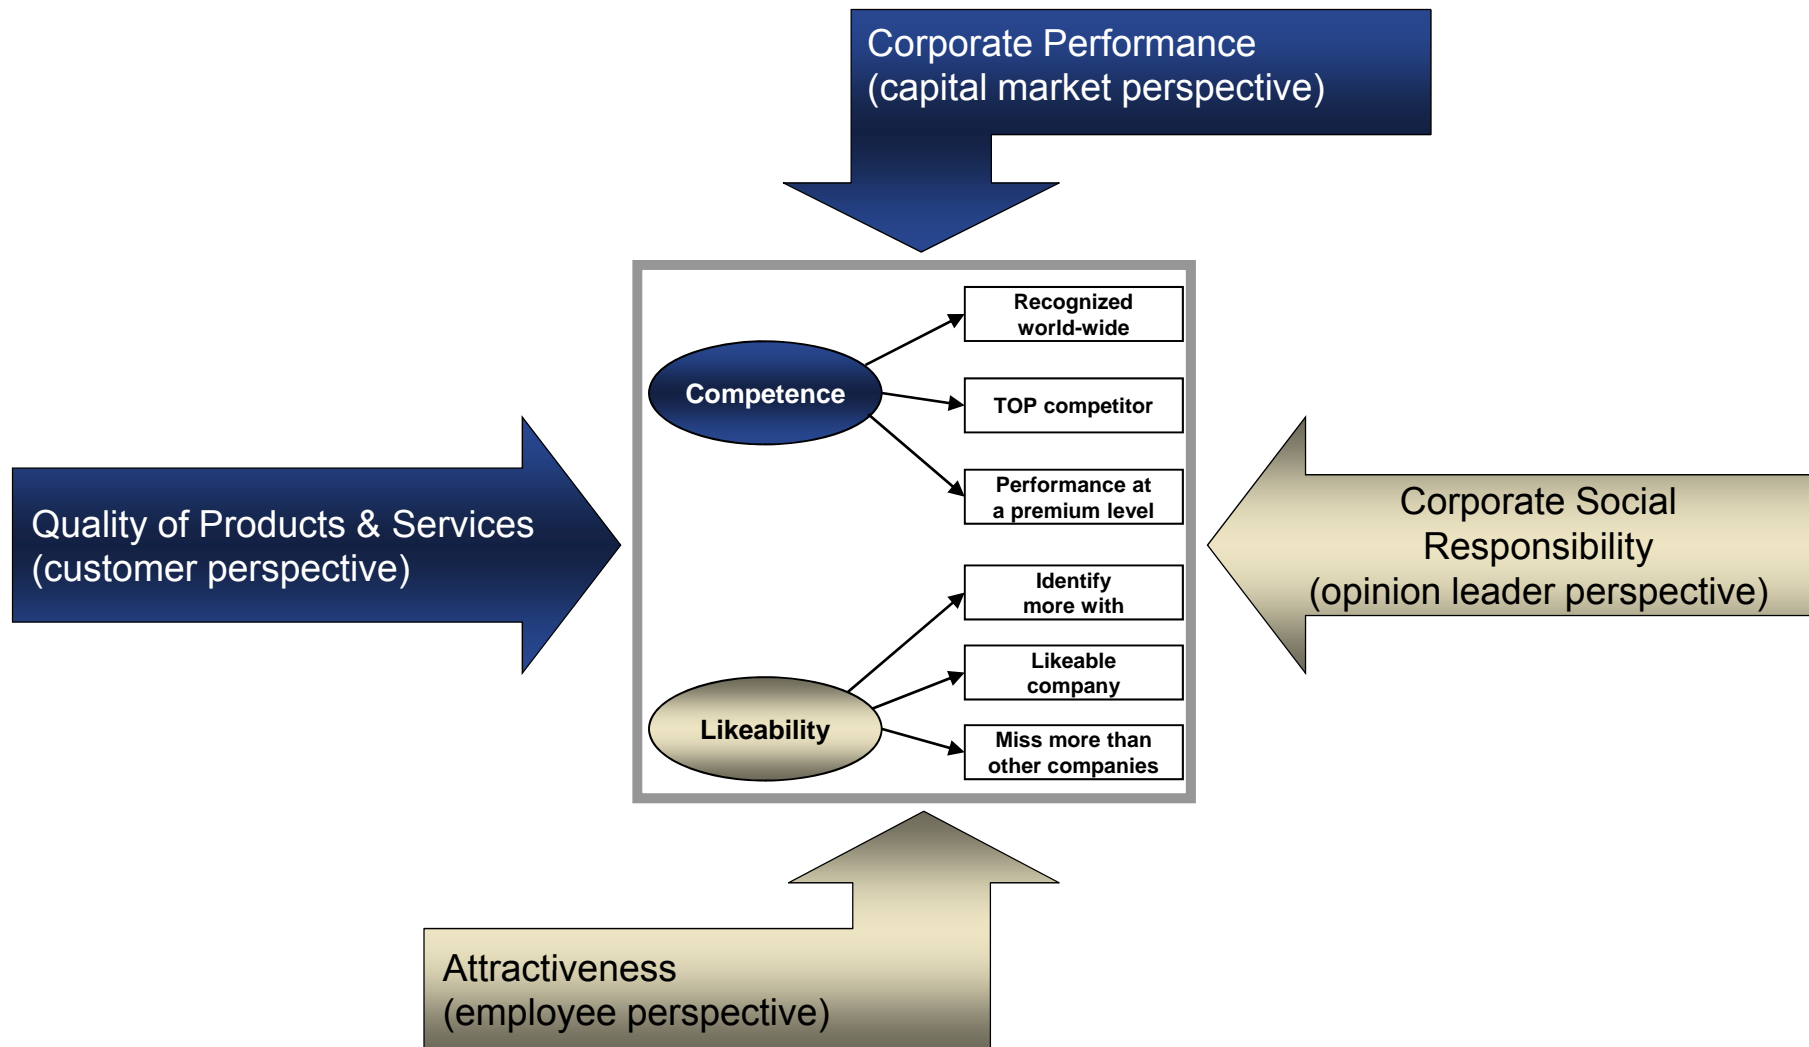 Corporate Performance
(capital market perspective)
Recognized
world-wide
Competence
TOP competitor
Performance at
a premium level
Quality of Products & Services
(customer perspective)
Corporate Social
Responsibility
(opinion leader perspective)
Identify
more with
Likeable
company
Likeability
Miss more than
other companies
Attractiveness
(employee perspective)